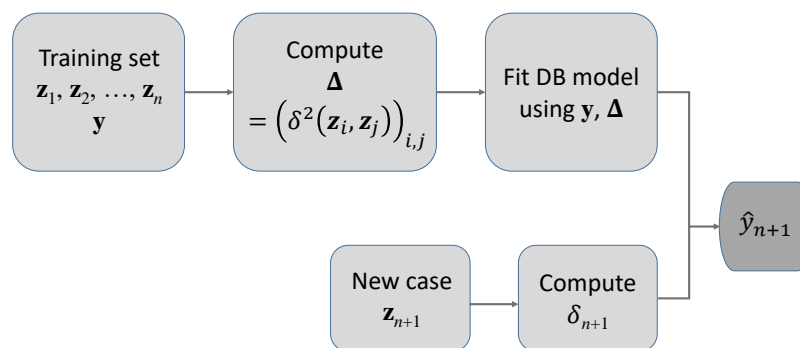 Training set
𝐳₁, 𝐳₂, …, 𝐳ₙ
𝐲
Compute
𝚫
= (δ²(𝒛ᵢ, 𝒛ⱼ))ᵢ,ⱼ
Fit DB model
using 𝐲, 𝚫
ŷₙ₊₁
New case
𝐳ₙ₊₁
Compute
δₙ₊₁